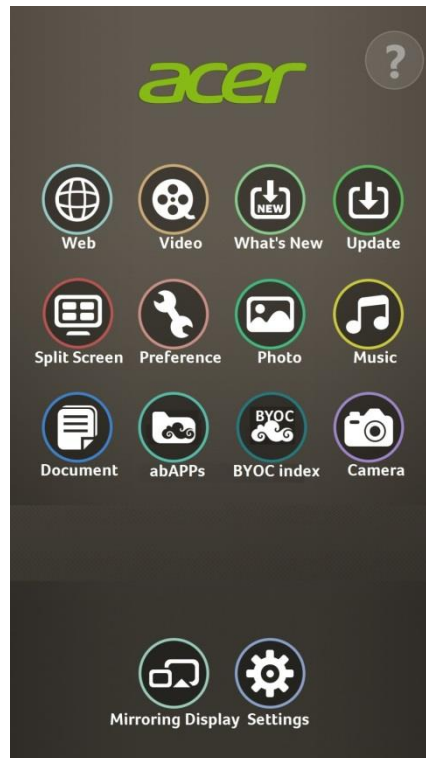 acer
?
Web Video What's New Update
NEW
Split Screen Preference Photo Music
BYOC
Document abAPPs BYOC index Camera
Mirroring Display Settings